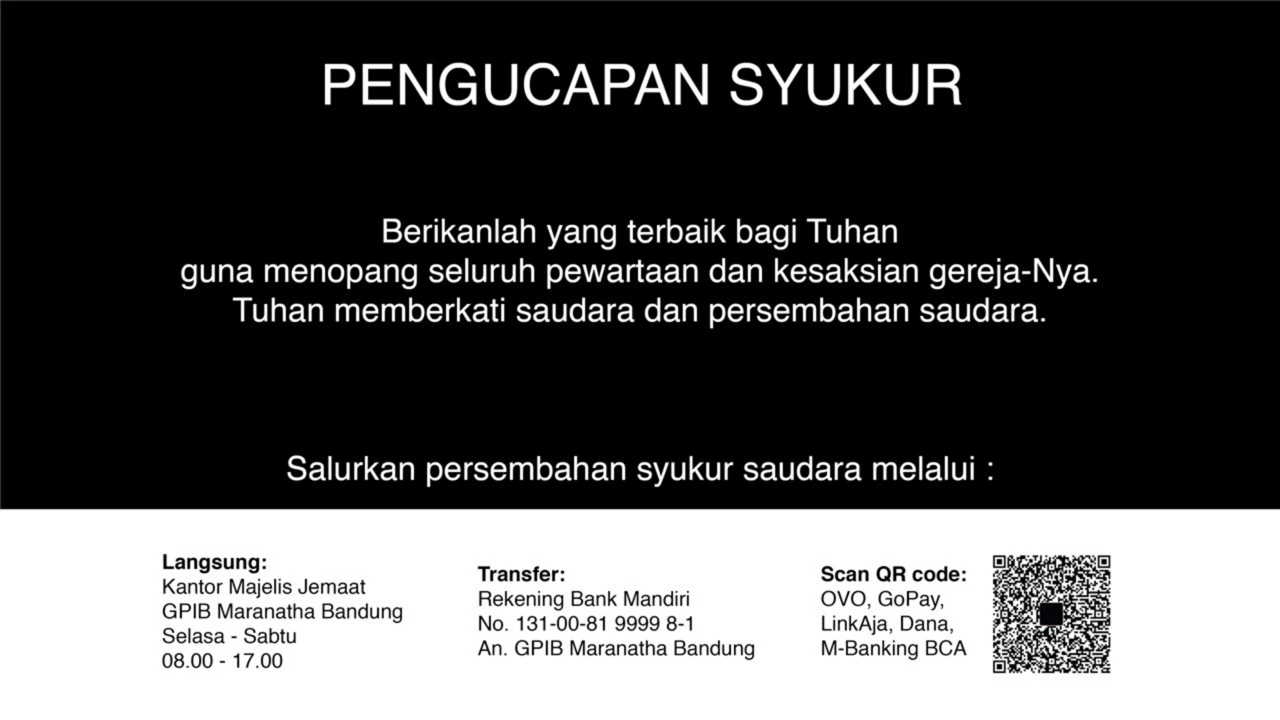 PENGUCAPAN SYUKUR
Berikanlah yang terbaik bagi Tuhan
guna menopang seluruh pewartaan dan kesaksian gereja-Nya.
Tuhan memberkati saudara dan persembahan saudara.
Salurkan persembahan syukur saudara melalui :
Langsung:
Kantor Majelis Jemaat
GPIB Maranatha Bandung
Selasa - Sabtu
08.00 - 17.00
Transfer:
Rekening Bank Mandiri
No. 131-00-81 9999 8-1
An. GPIB Maranatha Bandung
Scan QR code:
OVO, GoPay,
LinkAja, Dana,
M-Banking BCA